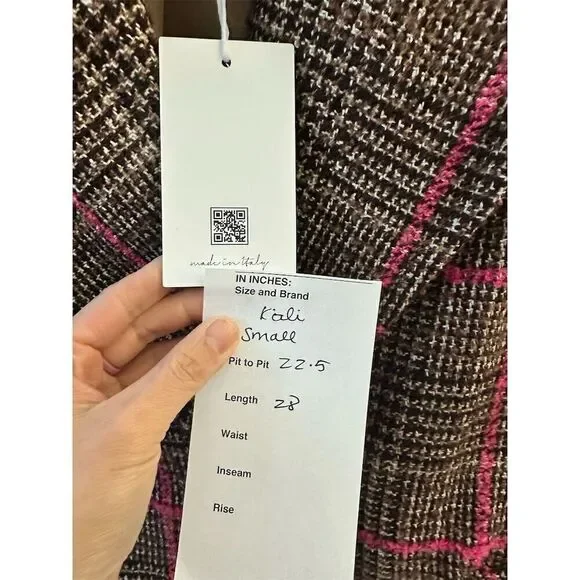 made in italy
IN INCHES:
Size and Brand
Käli
Small
Pit to Pit 22.5
Length 28
Waist
Inseam
Rise